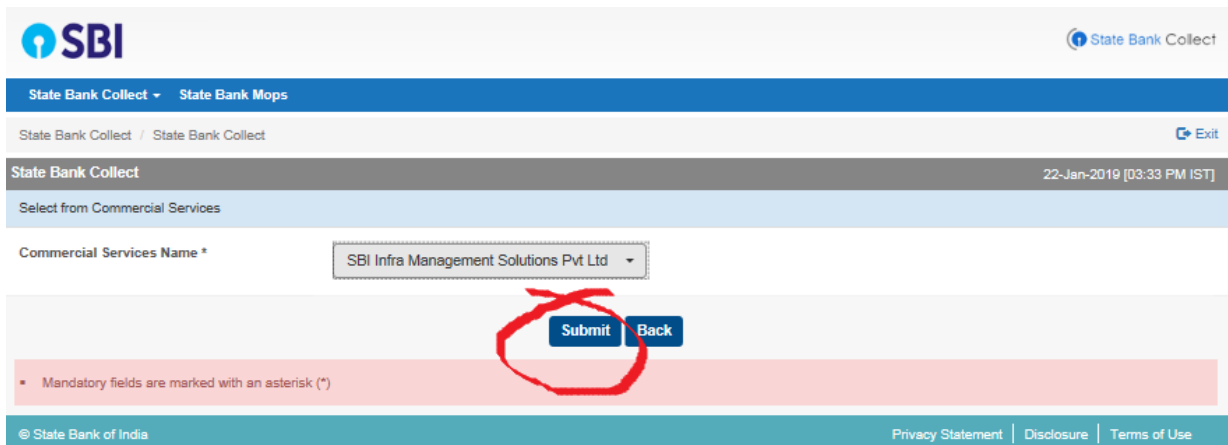 SBI
State Bank Collect
State Bank Collect State Bank Mops
State Bank Collect / State Bank Collect Exit
State Bank Collect 22-Jan-2019 [03:33 PM IST]
Select from Commercial Services
Commercial Services Name * SBI Infra Management Solutions Pvt Ltd
Submit Back
Mandatory fields are marked with an asterisk (*)
© State Bank of India Privacy Statement | Disclosure | Terms of Use